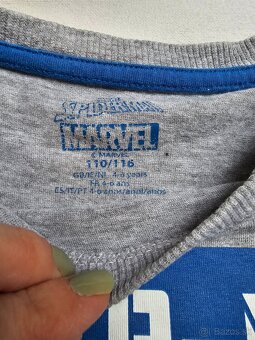 SPIDER-MAN
MARVEL
© MARVEL
110/116
GB/IE/NL 4-6 years
FR 4-6 ans
ES/IT/PT 4-6 años/anni/anos